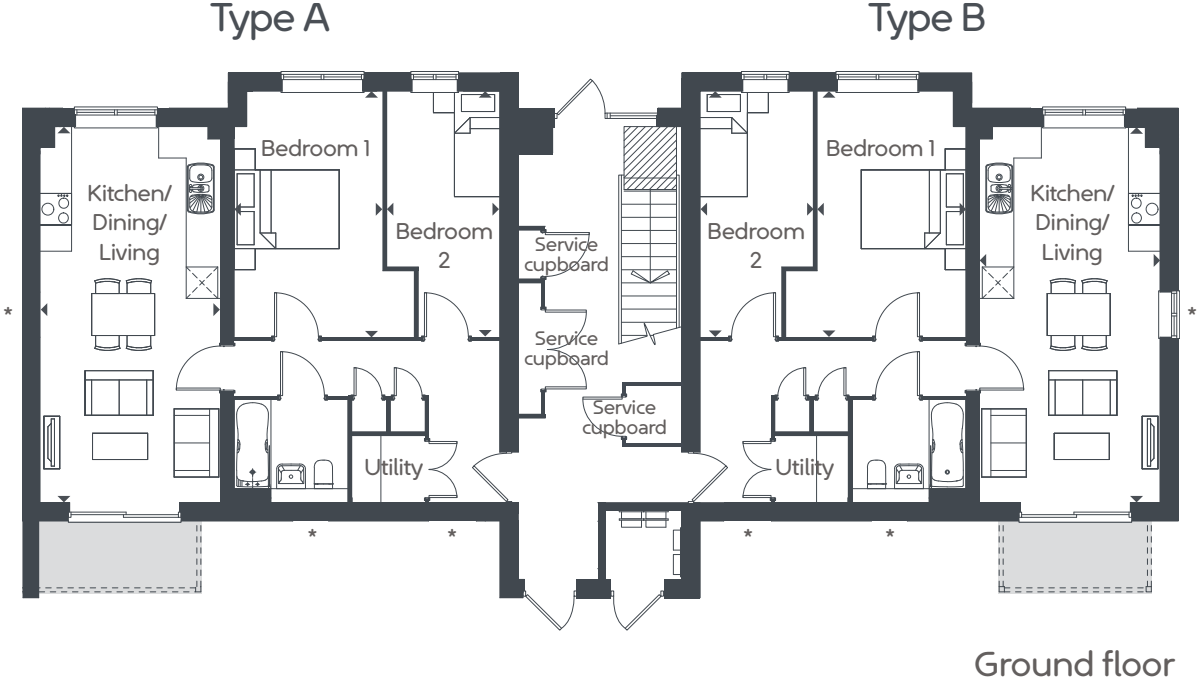 Type A
Type B
Bedroom 1
Bedroom 1
Kitchen/
Dining/
Living
Kitchen/
Dining/
Living
Bedroom
2
Bedroom
2
Service
cupboard
*
*
Service
cupboard
Service
cupboard
Utility
Utility
*
*
*
*
Ground floor